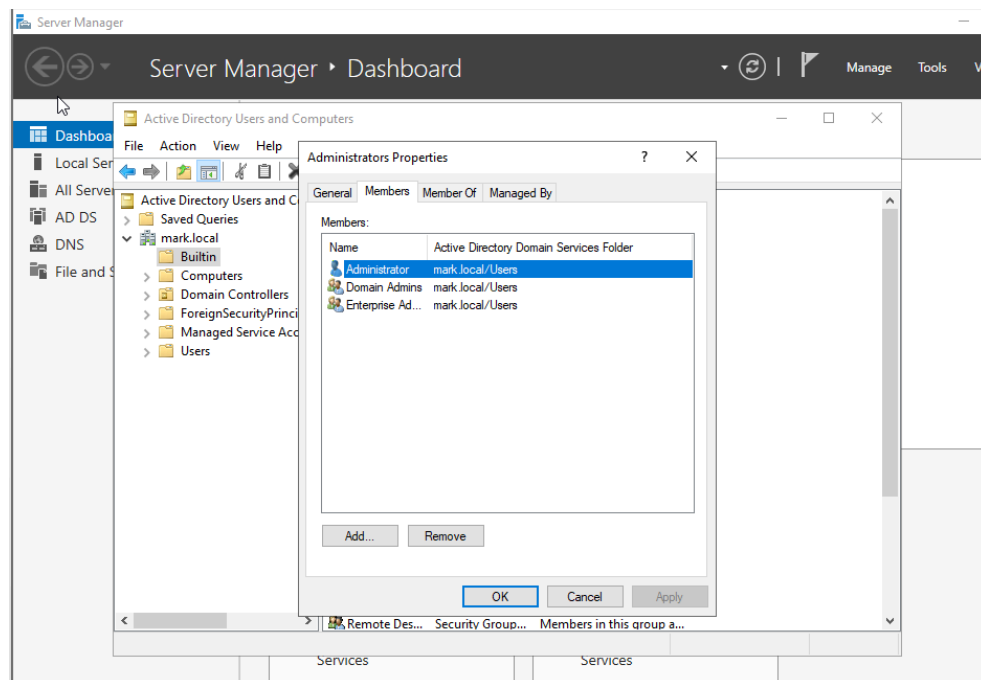 Server Manager
Server Manager ‣ Dashboard
Manage Tools V
Dashboa
Local Ser
All Server
AD DS
DNS
File and S
Active Directory Users and Computers
File Action View Help
Active Directory Users and C
Saved Queries
mark.local
Builtin
Computers
Domain Controllers
ForeignSecurityPrinci
Managed Service Acc
Users
Administrators Properties
? 
General Members Member Of Managed By
Members:
Name Active Directory Domain Services Folder
Administrator mark.local/Users
Domain Admins mark.local/Users
Enterprise Ad... mark.local/Users
Add... Remove
OK Cancel Apply
Remote Des... Security Group... Members in this group a...
Services Services